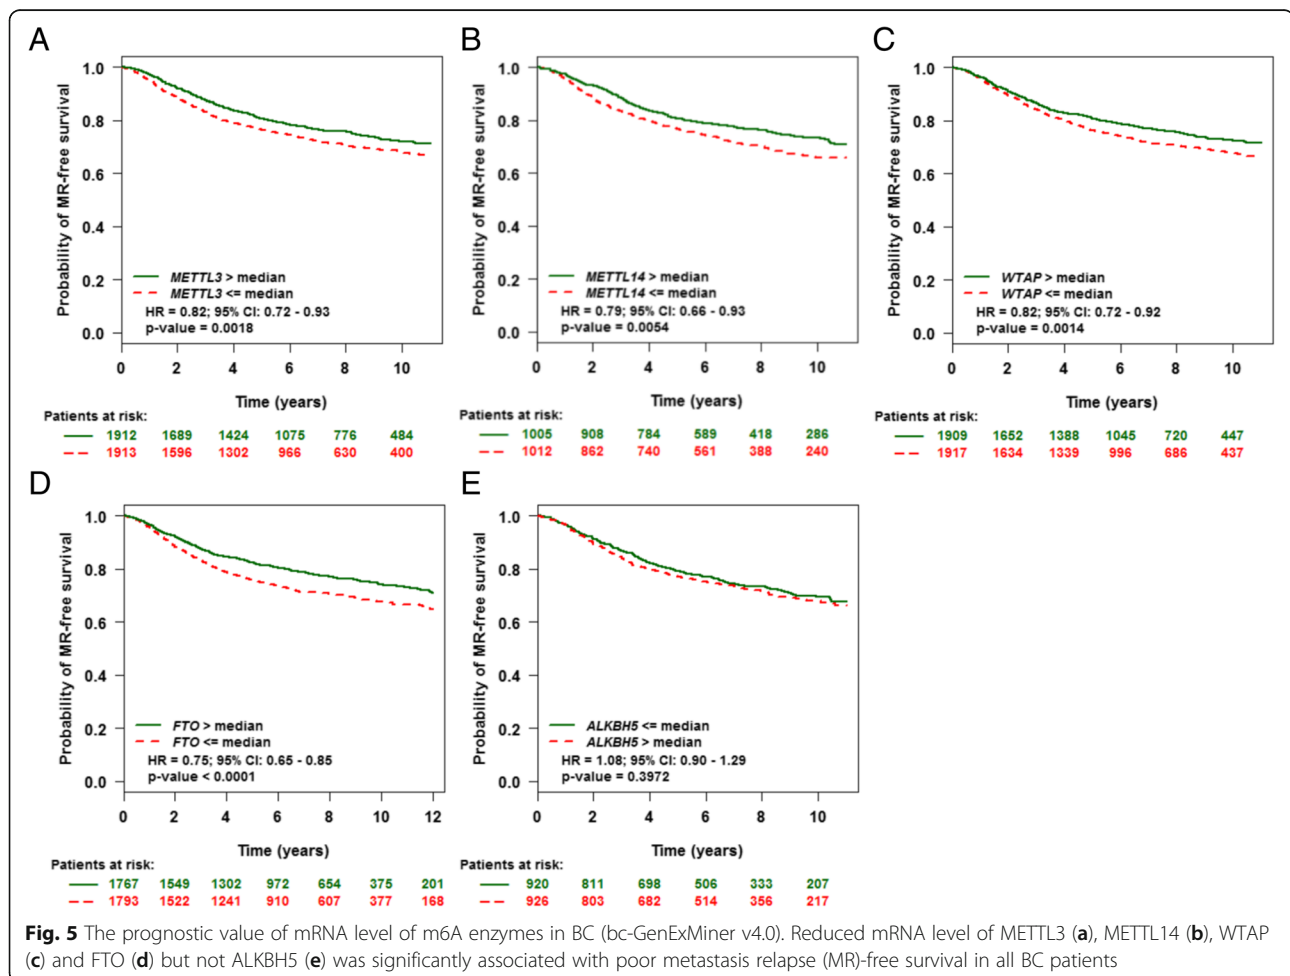 A
Probability of MR-free survival
1.0
0.8
0.6
0.4
0.2
0.0
METTL3 > median
METTL3 <= median
HR = 0.82; 95% CI: 0.72 - 0.93
p-value = 0.0018
0 2 4 6 8 10
Time (years)
Patients at risk:
1912 1689 1424 1075 776 484
1913 1596 1302 966 630 400
B
Probability of MR-free survival
1.0
0.8
0.6
0.4
0.2
0.0
METTL14 > median
METTL14 <= median
HR = 0.79; 95% CI: 0.66 - 0.93
p-value = 0.0054
0 2 4 6 8 10
Time (years)
Patients at risk:
1005 908 784 589 418 286
1012 862 740 561 388 240
C
Probability of MR-free survival
1.0
0.8
0.6
0.4
0.2
0.0
WTAP > median
WTAP <= median
HR = 0.82; 95% CI: 0.72 - 0.92
p-value = 0.0014
0 2 4 6 8 10
Time (years)
Patients at risk:
1909 1652 1388 1045 720 447
1917 1634 1339 996 686 437
D
Probability of MR-free survival
1.0
0.8
0.6
0.4
0.2
0.0
FTO > median
FTO <= median
HR = 0.75; 95% CI: 0.65 - 0.85
p-value < 0.0001
0 2 4 6 8 10 12
Time (years)
Patients at risk:
1767 1549 1302 972 654 375 201
1793 1522 1241 910 607 377 168
E
Probability of MR-free survival
1.0
0.8
0.6
0.4
0.2
0.0
ALKBH5 <= median
ALKBH5 > median
HR = 1.08; 95% CI: 0.90 - 1.29
p-value = 0.3972
0 2 4 6 8 10
Time (years)
Patients at risk:
920 811 698 506 333 207
926 803 682 514 356 217
Fig. 5 The prognostic value of mRNA level of m6A enzymes in BC (bc-GenExMiner v4.0). Reduced mRNA level of METTL3 (a), METTL14 (b), WTAP
(c) and FTO (d) but not ALKBH5 (e) was significantly associated with poor metastasis relapse (MR)-free survival in all BC patients